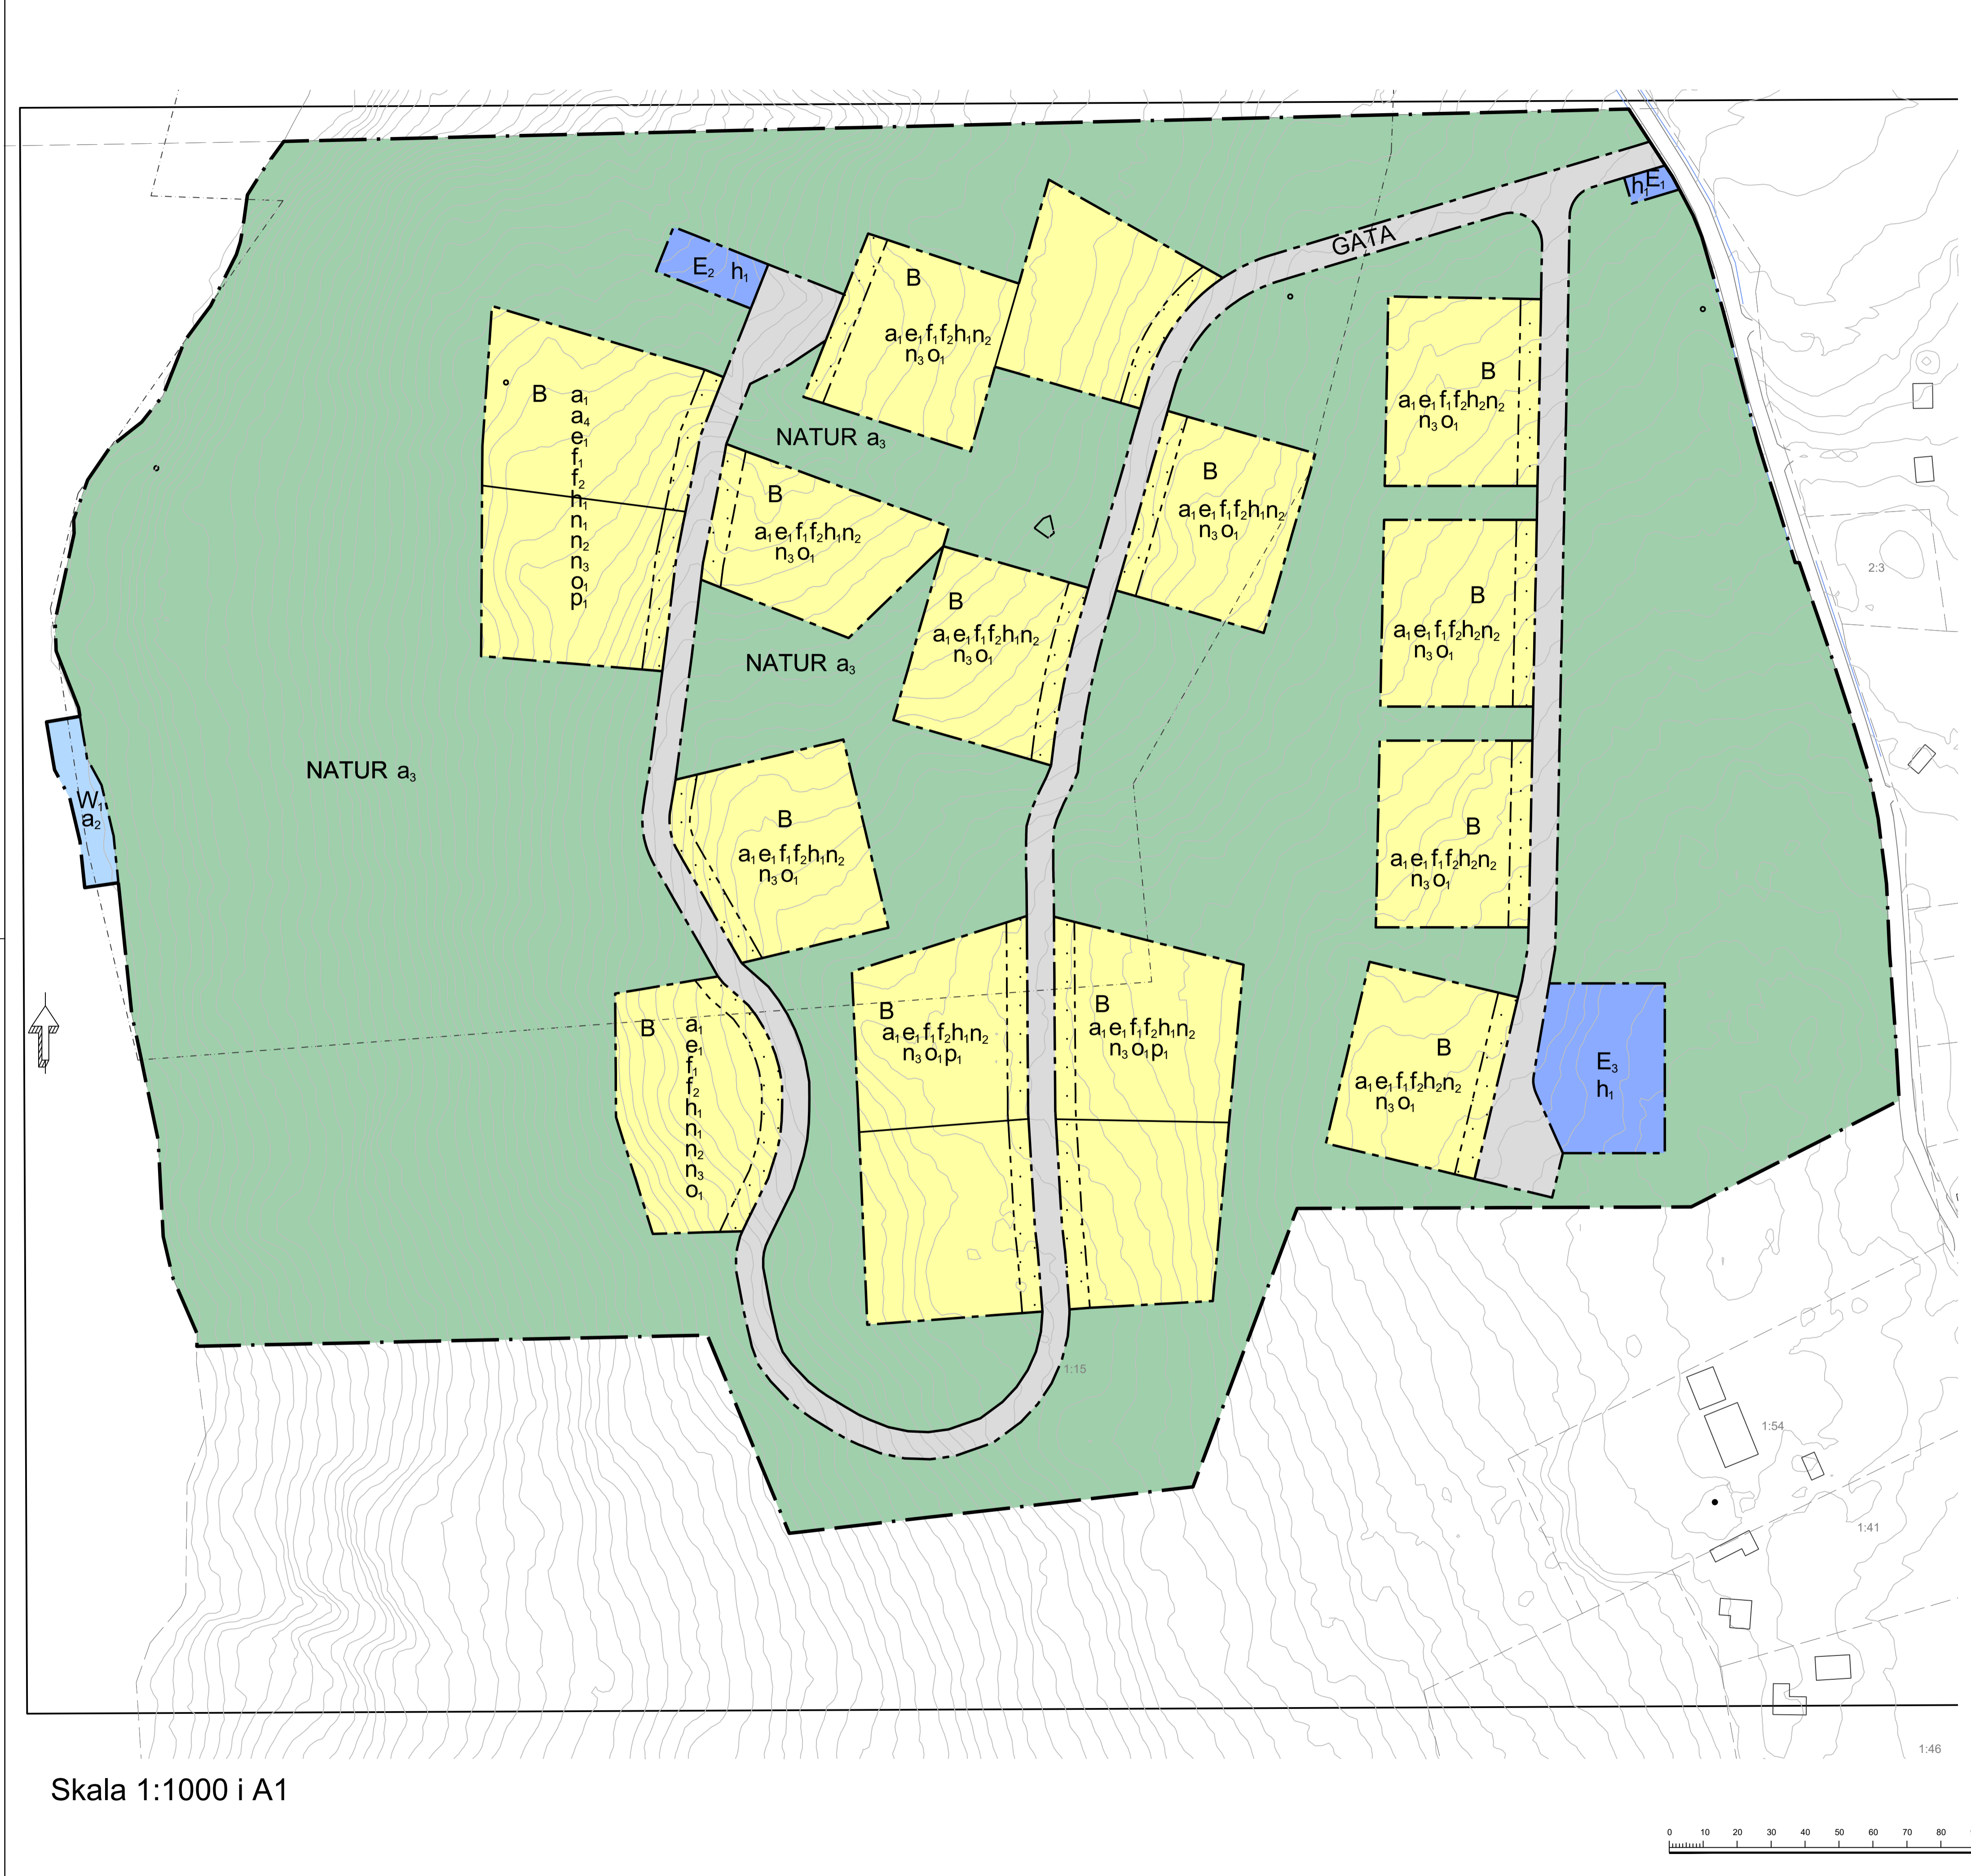 GATA
h₁E₁
E₂ h₁
B
a₁e₁f₁f₂h₁n₂
n₃o₁
B
a₁
a₄
e₁
f₁
f₂
h₁
n₁
n₂
n₃
o₁
p₁
NATUR a₃
B
a₁e₁f₁f₂h₂n₂
n₃o₁
B
a₁e₁f₁f₂h₁n₂
n₃o₁
B
a₁e₁f₁f₂h₁n₂
n₃o₁
2:3
B
a₁e₁f₁f₂h₁n₂
n₃o₁
B
a₁e₁f₁f₂h₂n₂
n₃o₁
NATUR a₃
NATUR a₃
W₁
a₂
B
a₁e₁f₁f₂h₁n₂
n₃o₁
B
a₁e₁f₁f₂h₂n₂
n₃o₁
B
a₁
e₁
f₁
f₂
h₁
n₁
n₂
n₃
o₁
B
a₁e₁f₁f₂h₁n₂
n₃o₁p₁
B
a₁e₁f₁f₂h₁n₂
n₃o₁p₁
B
a₁e₁f₁f₂h₂n₂
n₃o₁
E₃
h₁
1:15
1:54
1:41
1:46
Skala 1:1000 i A1
0 10 20 30 40 50 60 70 80